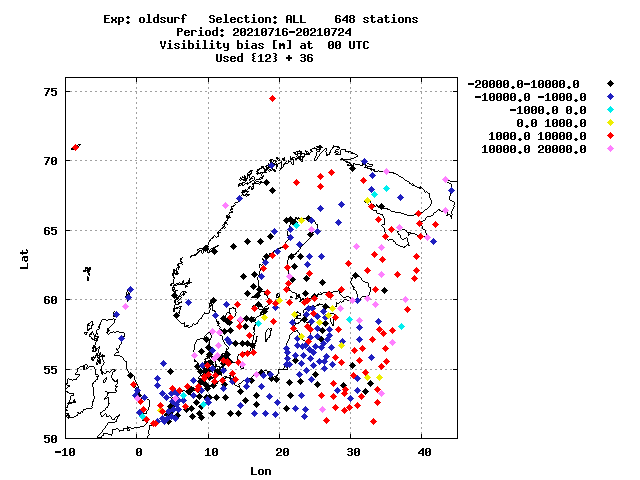 Exp: oldsurf   Selection: ALL    648 stations
Period: 20210716-20210724
Visibility bias [m] at  00 UTC
Used {12} + 36
-20000.0-10000.0
-10000.0 -1000.0
-1000.0 0.0
0.0 1000.0
1000.0 10000.0
10000.0 20000.0
75
70
65
60
55
50
Lat
-10 0 10 20 30 40
Lon